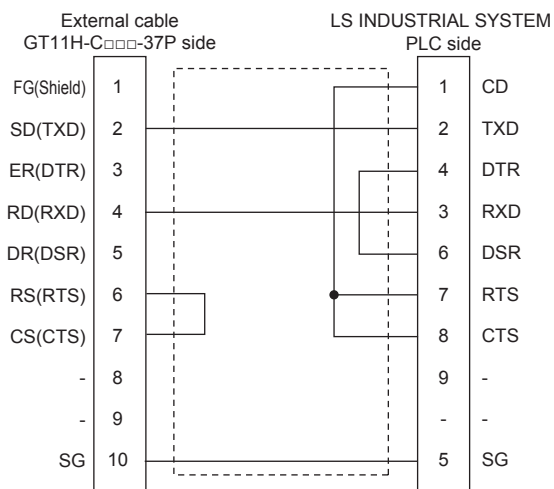 External cable
GT11H-C□□□-37P side
LS INDUSTRIAL SYSTEM
PLC side
FG(Shield) 1 1 CD
SD(TXD) 2 2 TXD
ER(DTR) 3 4 DTR
RD(RXD) 4 3 RXD
DR(DSR) 5 6 DSR
RS(RTS) 6 7 RTS
CS(CTS) 7 8 CTS
- 8 9 -
- 9 - -
SG 10 5 SG